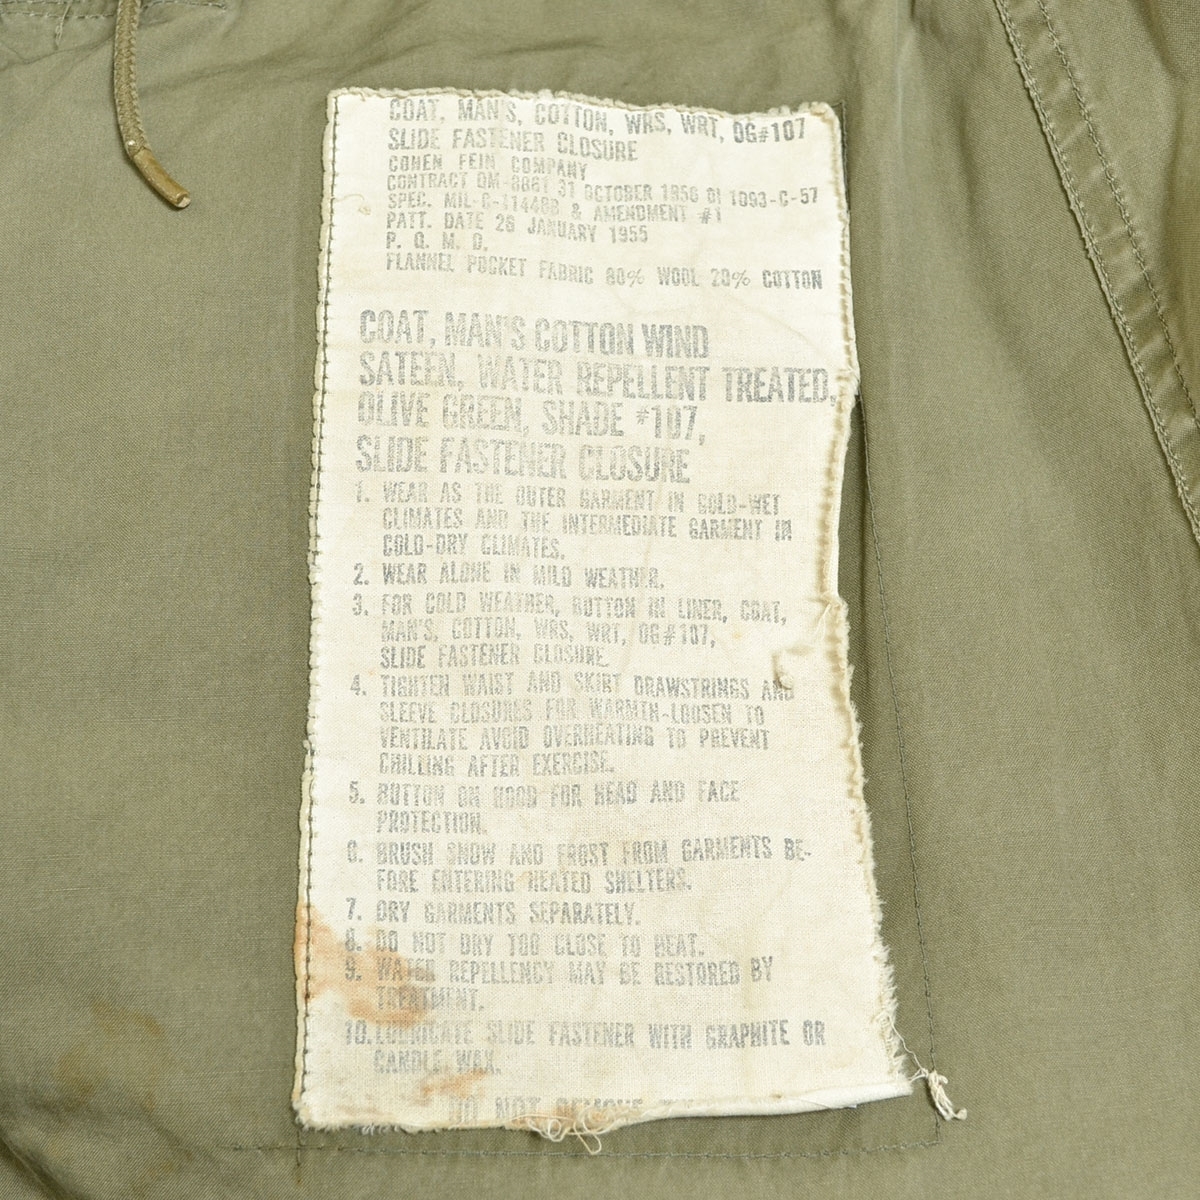 COAT, MAN'S, COTTON, WRS, WRT, OG#107
SLIDE FASTENER CLOSURE
COHEN FEIN COMPANY
CONTRACT QM-8861 31 OCTOBER 1956 OI 1093-C-57
SPEC. MIL-C-11448B & AMENDMENT #1
PATT. DATE 26 JANUARY 1955
P. Q. M. D.
FLANNEL POCKET FABRIC 80% WOOL 20% COTTON
COAT, MAN'S COTTON WIND
SATEEN, WATER REPELLENT TREATED,
OLIVE GREEN, SHADE #107,
SLIDE FASTENER CLOSURE
1. WEAR AS THE OUTER GARMENT IN COLD-WET
CLIMATES AND THE INTERMEDIATE GARMENT IN
COLD-DRY CLIMATES.
2. WEAR ALONE IN MILD WEATHER.
3. FOR COLD WEATHER, BUTTON IN LINER, COAT,
MAN'S, COTTON, WRS, WRT, OG#107,
SLIDE FASTENER CLOSURE
4. TIGHTEN WAIST AND SKIRT DRAWSTRINGS AND
SLEEVE CLOSURES FOR WARMTH-LOOSEN TO
VENTILATE AVOID OVERHEATING TO PREVENT
CHILLING AFTER EXERCISE.
5. BUTTON ON HOOD FOR HEAD AND FACE
PROTECTION.
6. BRUSH SNOW AND FROST FROM GARMENTS BE-
FORE ENTERING HEATED SHELTERS.
7. DRY GARMENTS SEPARATELY.
8. DO NOT DRY TOO CLOSE TO HEAT.
9. WATER REPELLENCY MAY BE RESTORED BY
TREATMENT.
10. LUBRICATE SLIDE FASTENER WITH GRAPHITE OR
CANDLE WAX.
DO NOT REMOVE